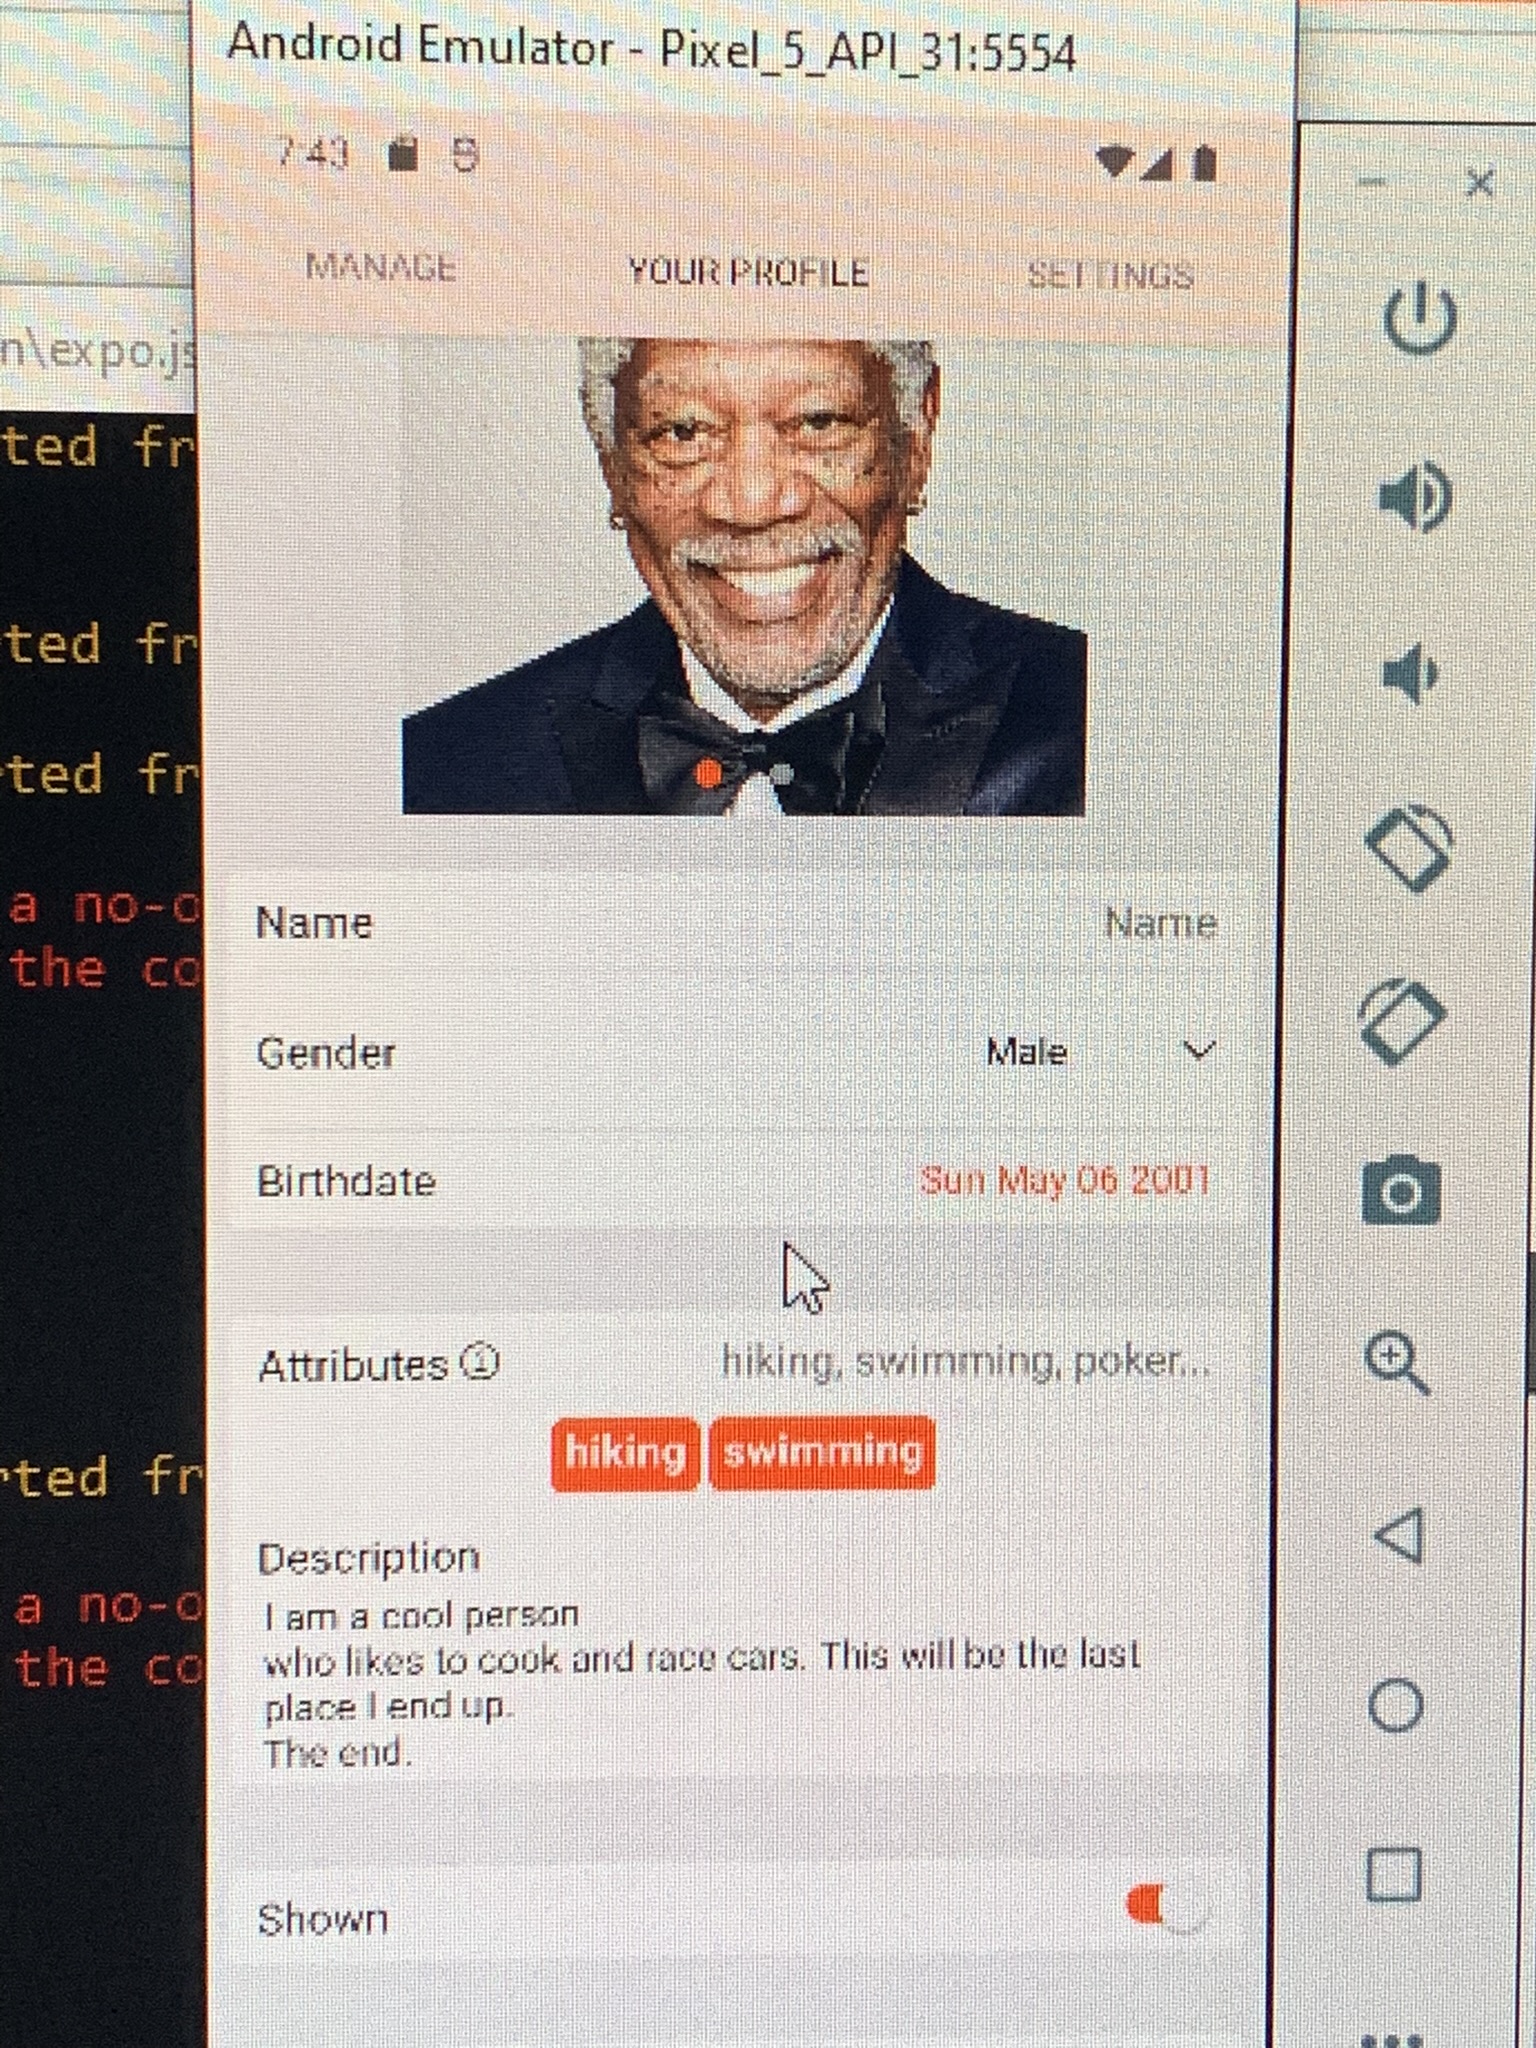 Android Emulator - Pixel_5_API_31:5554
7:43
MANAGE YOUR PROFILE SETTINGS
n\expo.js
ted fr
ted fr
ted fr
a no-o
the co
Name Name
Gender Male
Birthdate Sun May 06 2001
Attributes hiking, swimming, poker...
hiking swimming
rted fr
Description
a no-o
I am a cool person
the co
who likes to cook and race cars. This will be the last
place I end up.
The end.
Shown